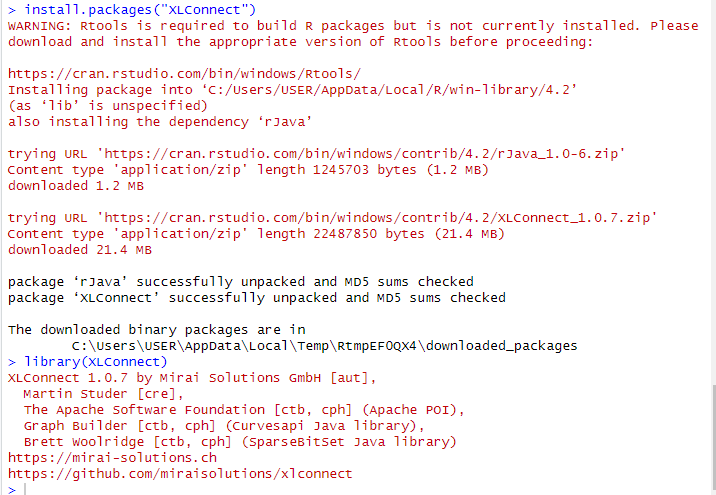 > install.packages("XLConnect")
WARNING: Rtools is required to build R packages but is not currently installed. Please
download and install the appropriate version of Rtools before proceeding:
https://cran.rstudio.com/bin/windows/Rtools/
Installing package into ‘C:/Users/USER/AppData/Local/R/win-library/4.2’
(as ‘lib’ is unspecified)
also installing the dependency ‘rJava’
trying URL 'https://cran.rstudio.com/bin/windows/contrib/4.2/rJava_1.0-6.zip'
Content type 'application/zip' length 1245703 bytes (1.2 MB)
downloaded 1.2 MB
trying URL 'https://cran.rstudio.com/bin/windows/contrib/4.2/XLConnect_1.0.7.zip'
Content type 'application/zip' length 22487850 bytes (21.4 MB)
downloaded 21.4 MB
package ‘rJava’ successfully unpacked and MD5 sums checked
package ‘XLConnect’ successfully unpacked and MD5 sums checked
The downloaded binary packages are in
C:\Users\USER\AppData\Local\Temp\RtmpEF0QX4\downloaded_packages
> library(XLConnect)
XLConnect 1.0.7 by Mirai Solutions GmbH [aut],
Martin Studer [cre],
The Apache Software Foundation [ctb, cph] (Apache POI),
Graph Builder [ctb, cph] (Curvesapi Java library),
Brett Woolridge [ctb, cph] (SparseBitSet Java library)
https://mirai-solutions.ch
https://github.com/miraisolutions/xlconnect
>